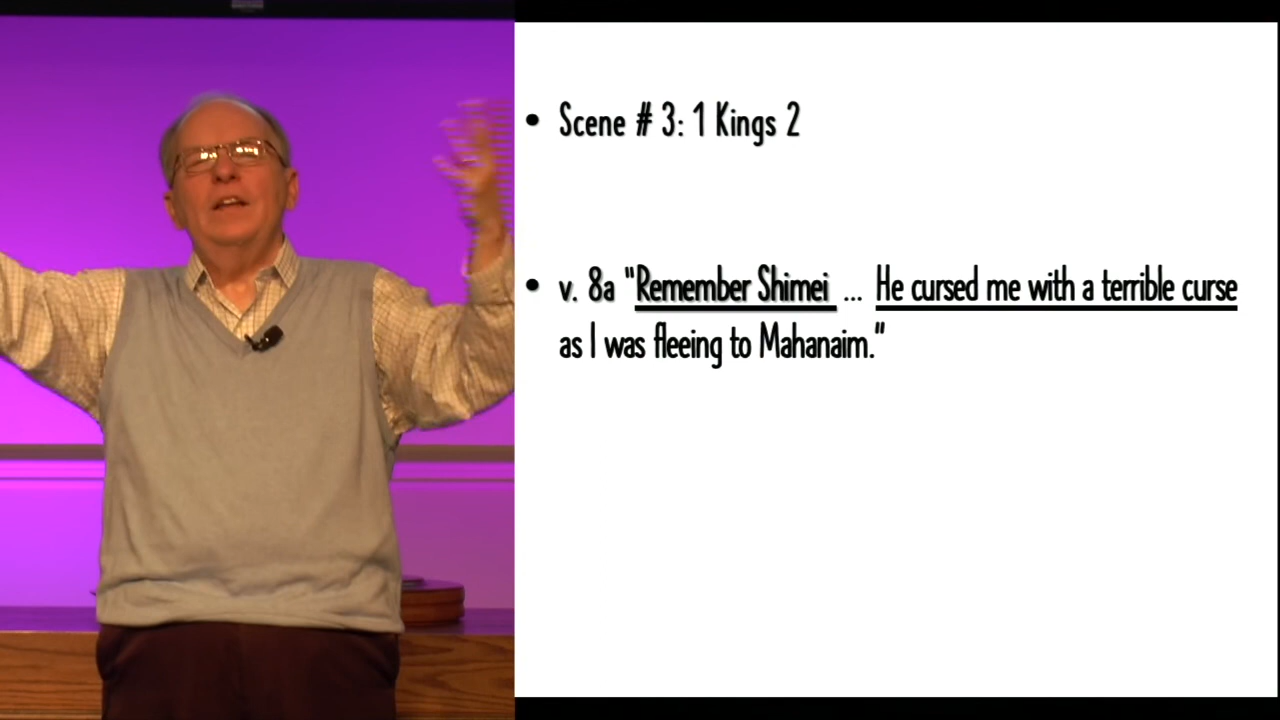 • Scene # 3: 1 Kings 2
• v. 8a "Remember Shimei ... He cursed me with a terrible curse
as I was fleeing to Mahanaim."